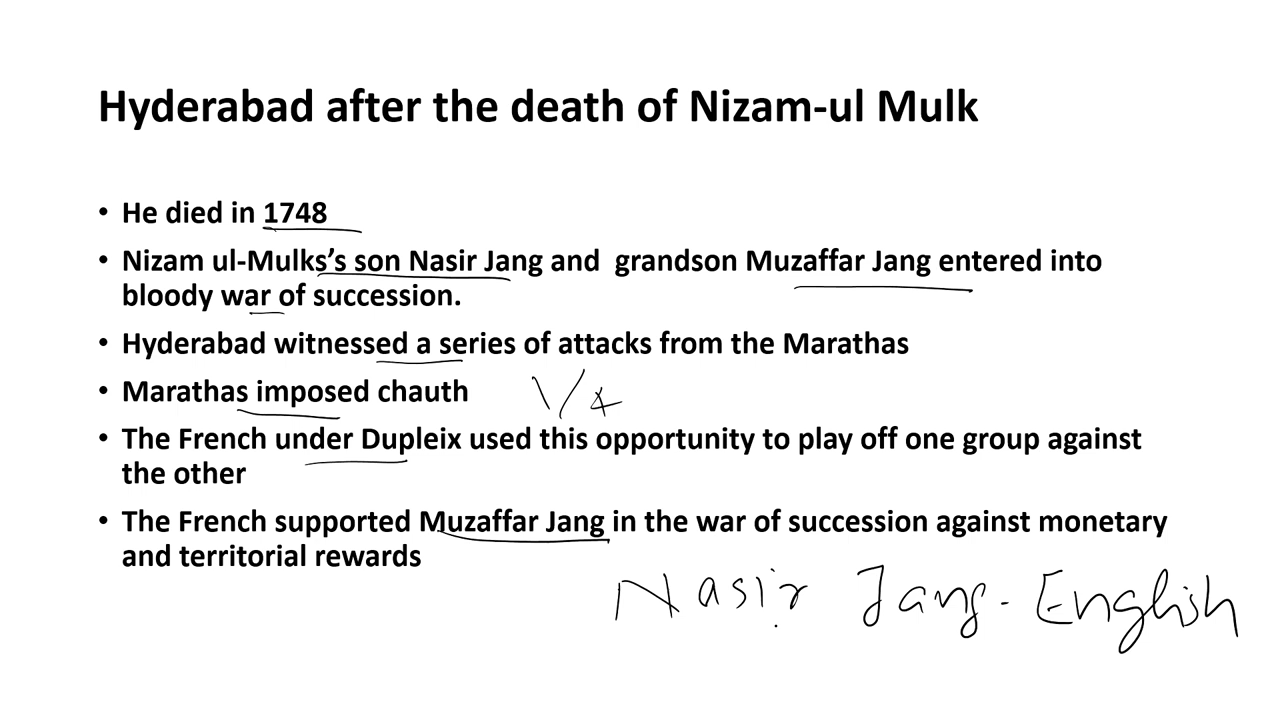 Hyderabad after the death of Nizam-ul Mulk
• He died in 1748
• Nizam ul-Mulks's son Nasir Jang and grandson Muzaffar Jang entered into
bloody war of succession.
• Hyderabad witnessed a series of attacks from the Marathas
• Marathas imposed chauth 1/4
• The French under Dupleix used this opportunity to play off one group against
the other
• The French supported Muzaffar Jang in the war of succession against monetary
and territorial rewards
Nasir Jang - English